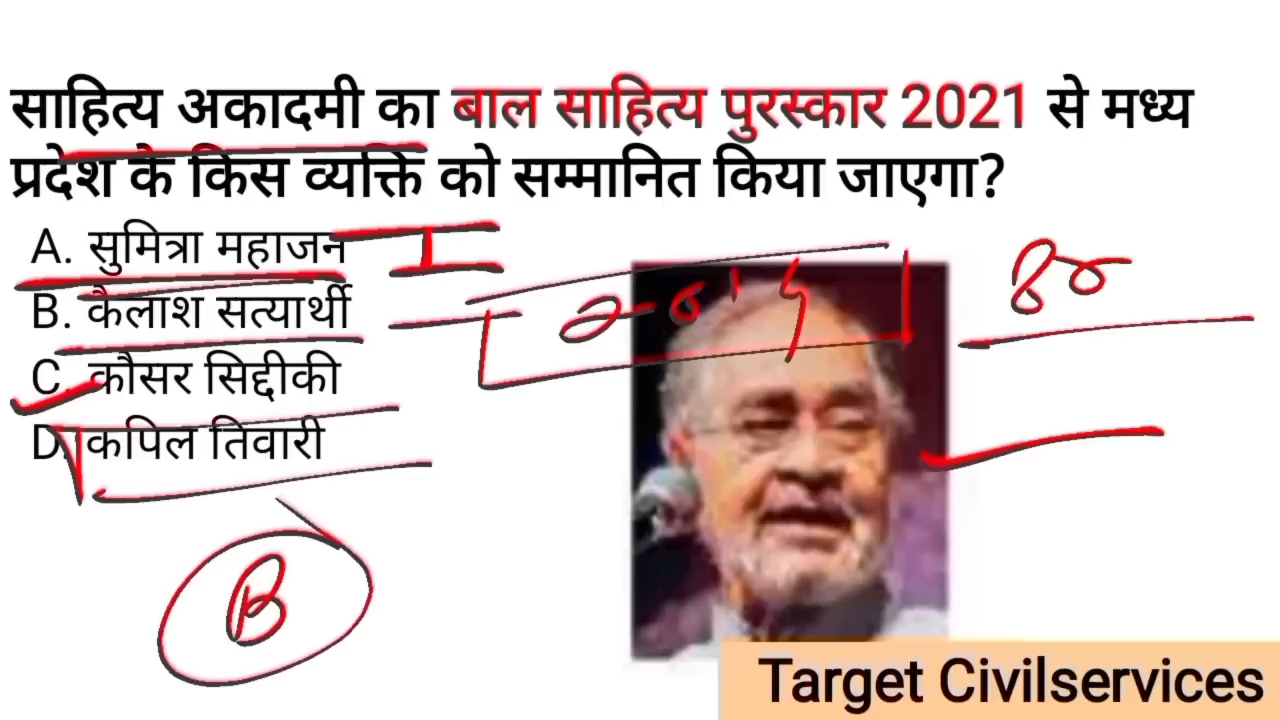 साहित्य अकादमी का बाल साहित्य पुरस्कार 2021 से मध्य
प्रदेश के किस व्यक्ति को सम्मानित किया जाएगा?
A. सुमित्रा महाजन
B. कैलाश सत्यार्थी
C. कौसर सिद्दीकी
D. कपिल तिवारी
B
Target Civilservices